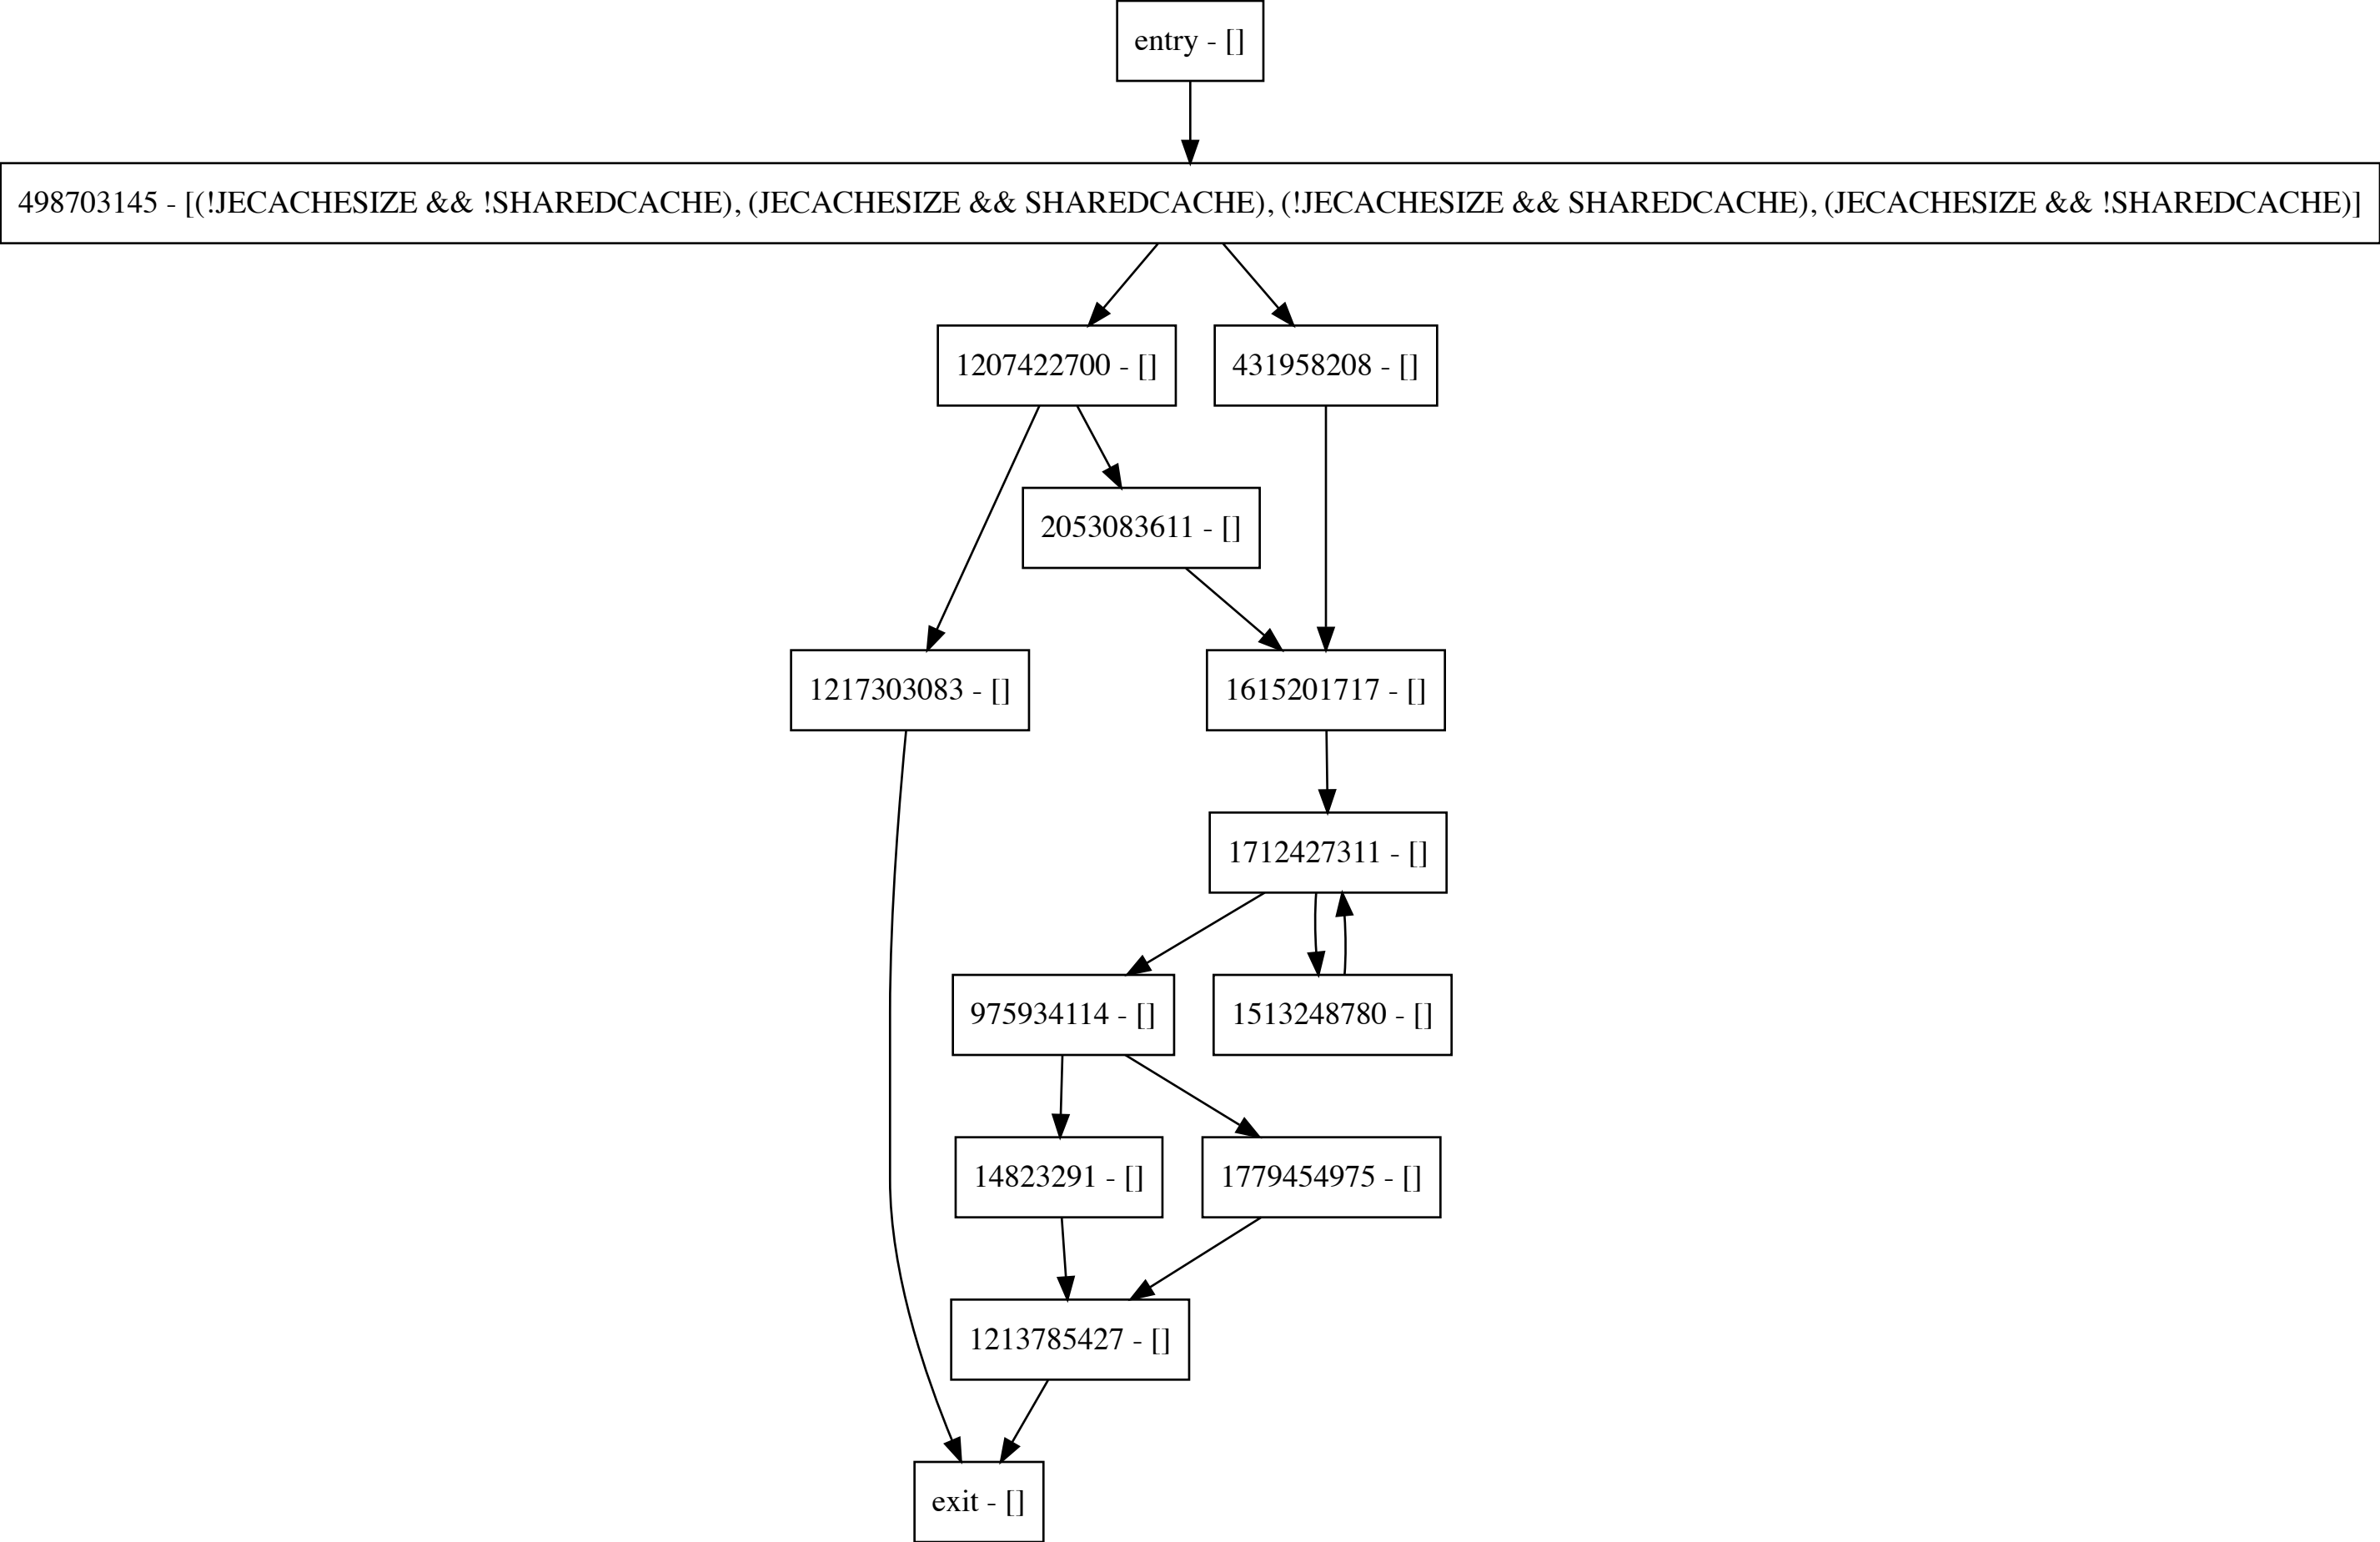 entry - []
498703145 - [(!JECACHESIZE && !SHAREDCACHE), (JECACHESIZE && SHAREDCACHE), (!JECACHESIZE && SHAREDCACHE), (JECACHESIZE && !SHAREDCACHE)]
1207422700 - []
431958208 - []
2053083611 - []
1217303083 - []
1615201717 - []
1712427311 - []
975934114 - []
1513248780 - []
14823291 - []
1779454975 - []
1213785427 - []
exit - []